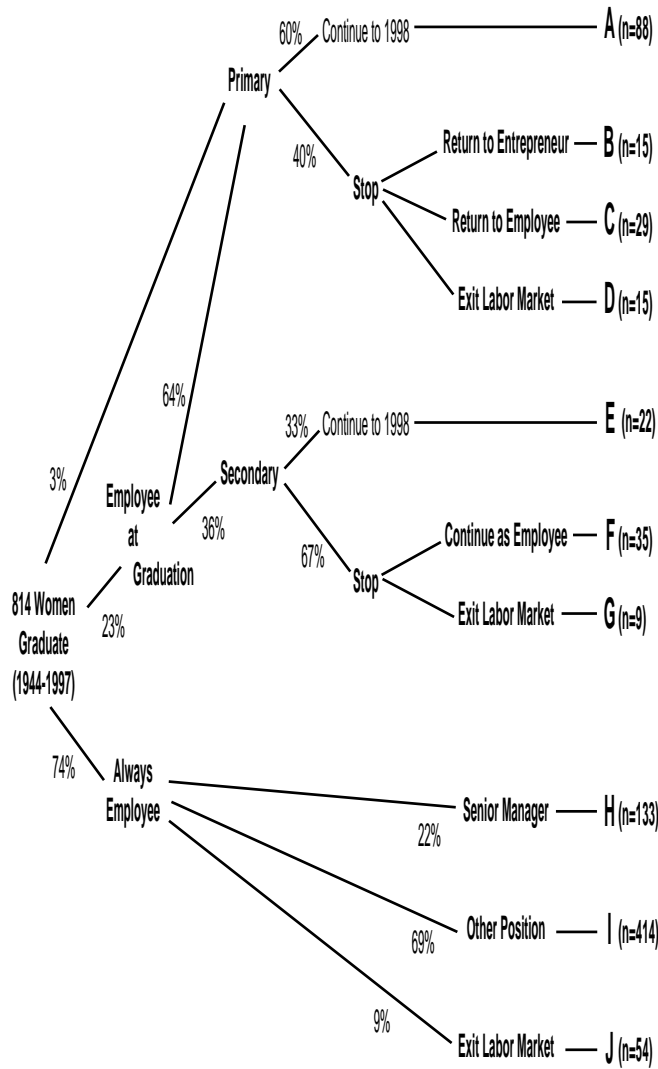 60% Continue to 1998 A (n=88)
Primary
40% Return to Entrepreneur B (n=15)
Stop
Return to Employee C (n=29)
Exit Labor Market D (n=15)
64%
33% Continue to 1998 E (n=22)
3% Secondary
Employee
at 36% Continue as Employee F (n=35)
Graduation 67%
Stop
814 Women Exit Labor Market G (n=9)
Graduate 23%
(1944-1997)
74% Always
Employee Senior Manager H (n=133)
22%
Other Position I (n=414)
69%
9%
Exit Labor Market J (n=54)